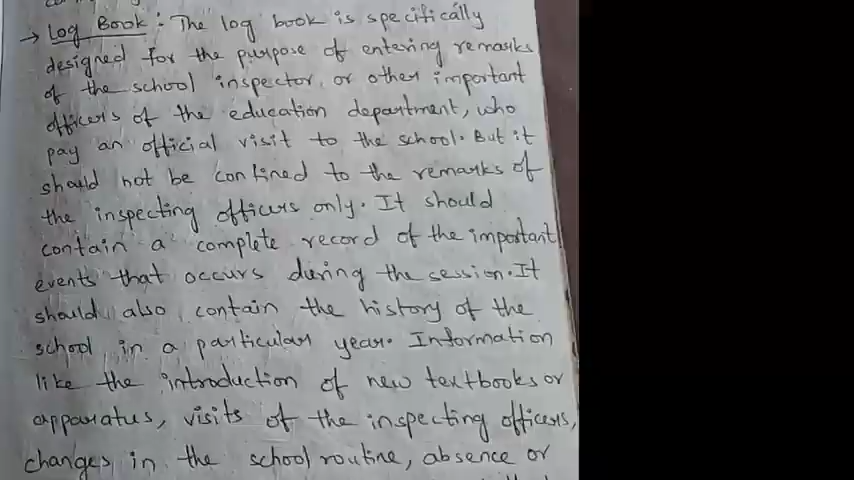 → Log Book : The log book is specifically
designed for the purpose of entering remarks
of the school inspector, or other important
officers of the education department, who
pay an official visit to the school. But it
should not be confined to the remarks of
the inspecting officers only. It should
contain a complete record of the important
events that occurs during the session. It
should also contain the history of the
school in a particular year. Information
like the introduction of new textbooks or
apparatus, visits of the inspecting officers,
changes in the school routine, absence or